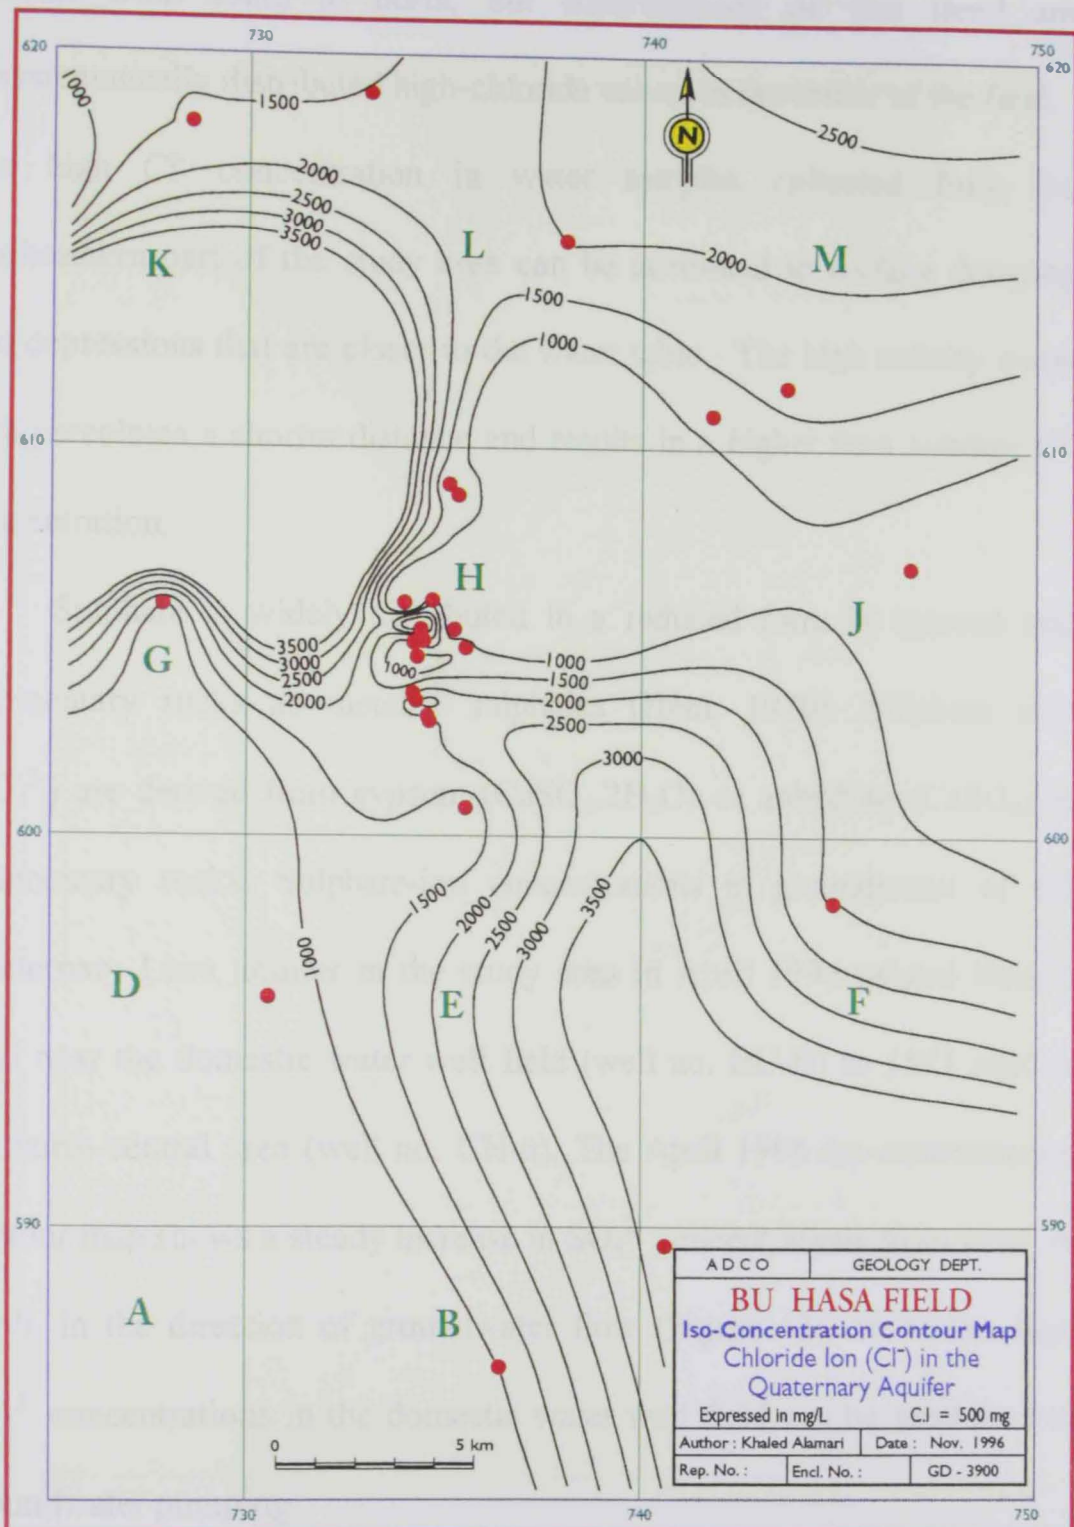 730 740 750
620 620
1000 1500 2500
2000
2500
3000
3500
K L M
2000
1500
1000
610 610
H
J
G
3500
3000
2500
2000
1000
1000
1500
2000
2500
3000
600 600
1500 2000 2500 3000 3500
1000
D E F
590 590
A B
0 5 km
N
ADCO GEOLOGY DEPT.
BU HASA FIELD
Iso-Concentration Contour Map
Chloride Ion (Cl⁻) in the
Quaternary Aquifer
Expressed in mg/L C.I = 500 mg
Author : Khaled Alamari Date : Nov. 1996
Rep. No. : Encl. No. : GD - 3900
730 740 750